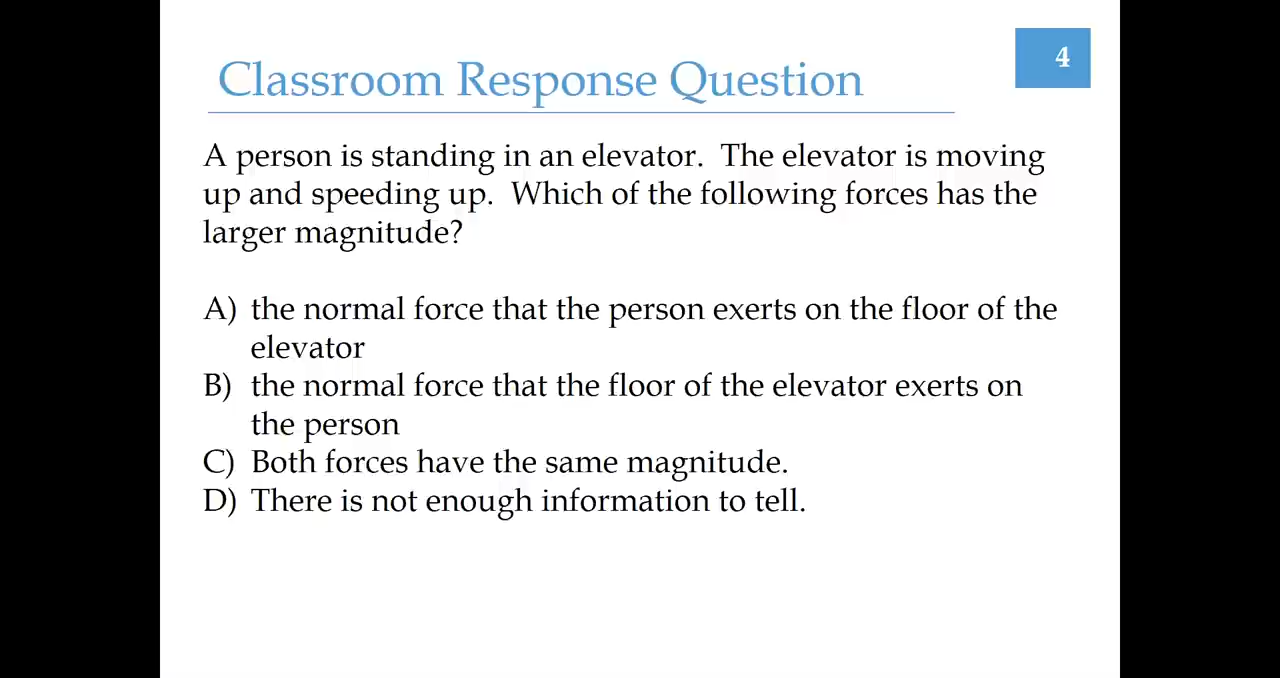 4
Classroom Response Question
A person is standing in an elevator.  The elevator is moving
up and speeding up.  Which of the following forces has the
larger magnitude?
A) the normal force that the person exerts on the floor of the
elevator
B) the normal force that the floor of the elevator exerts on
the person
C) Both forces have the same magnitude.
D) There is not enough information to tell.